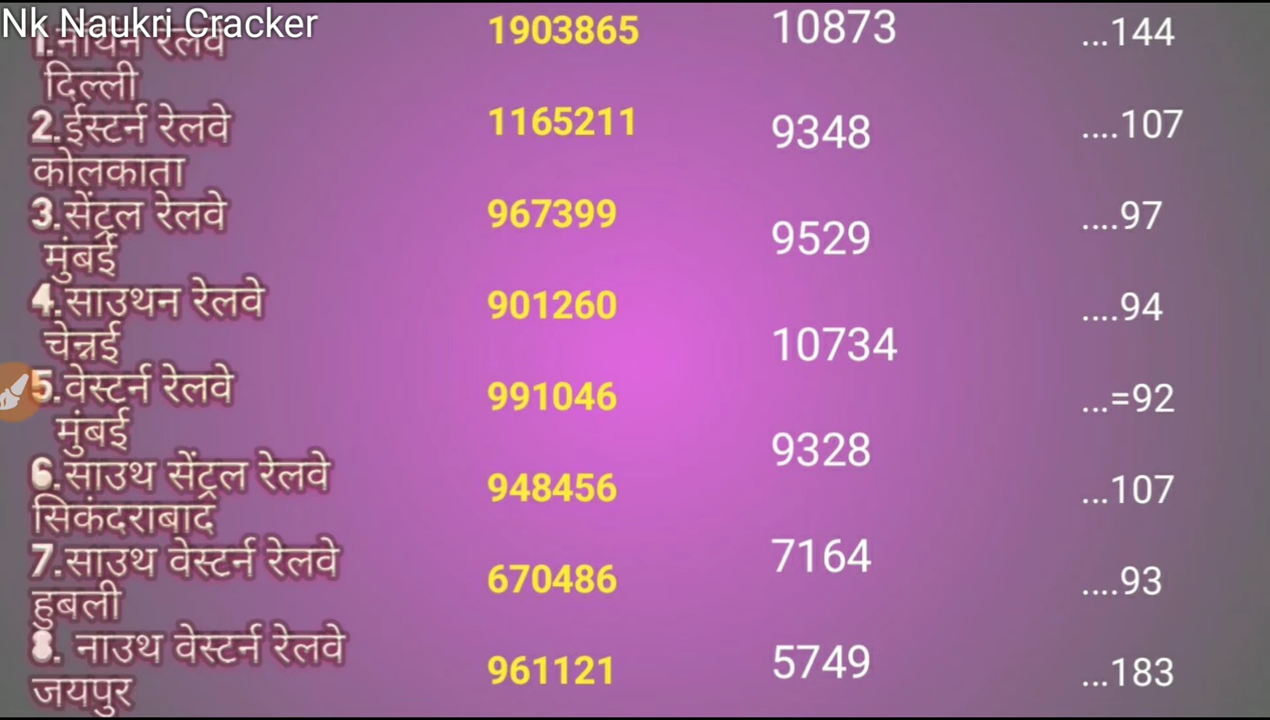 Nk Naukri Cracker
1.नार्थन रेलवे 1903865 10873 ...144
दिल्ली
2.ईस्टर्न रेलवे 1165211 9348 ....107
कोलकाता
3.सेंट्रल रेलवे 967399 9529 ....97
मुंबई
4.साउथन रेलवे 901260 10734 ....94
चेन्नई
5.वेस्टर्न रेलवे 991046 9328 ...=92
मुंबई
6.साउथ सेंट्रल रेलवे 948456 7164 ...107
सिकंदराबाद
7.साउथ वेस्टर्न रेलवे 670486 5749 ....93
हुबली
8. नाउथ वेस्टर्न रेलवे 961121 ...183
जयपुर